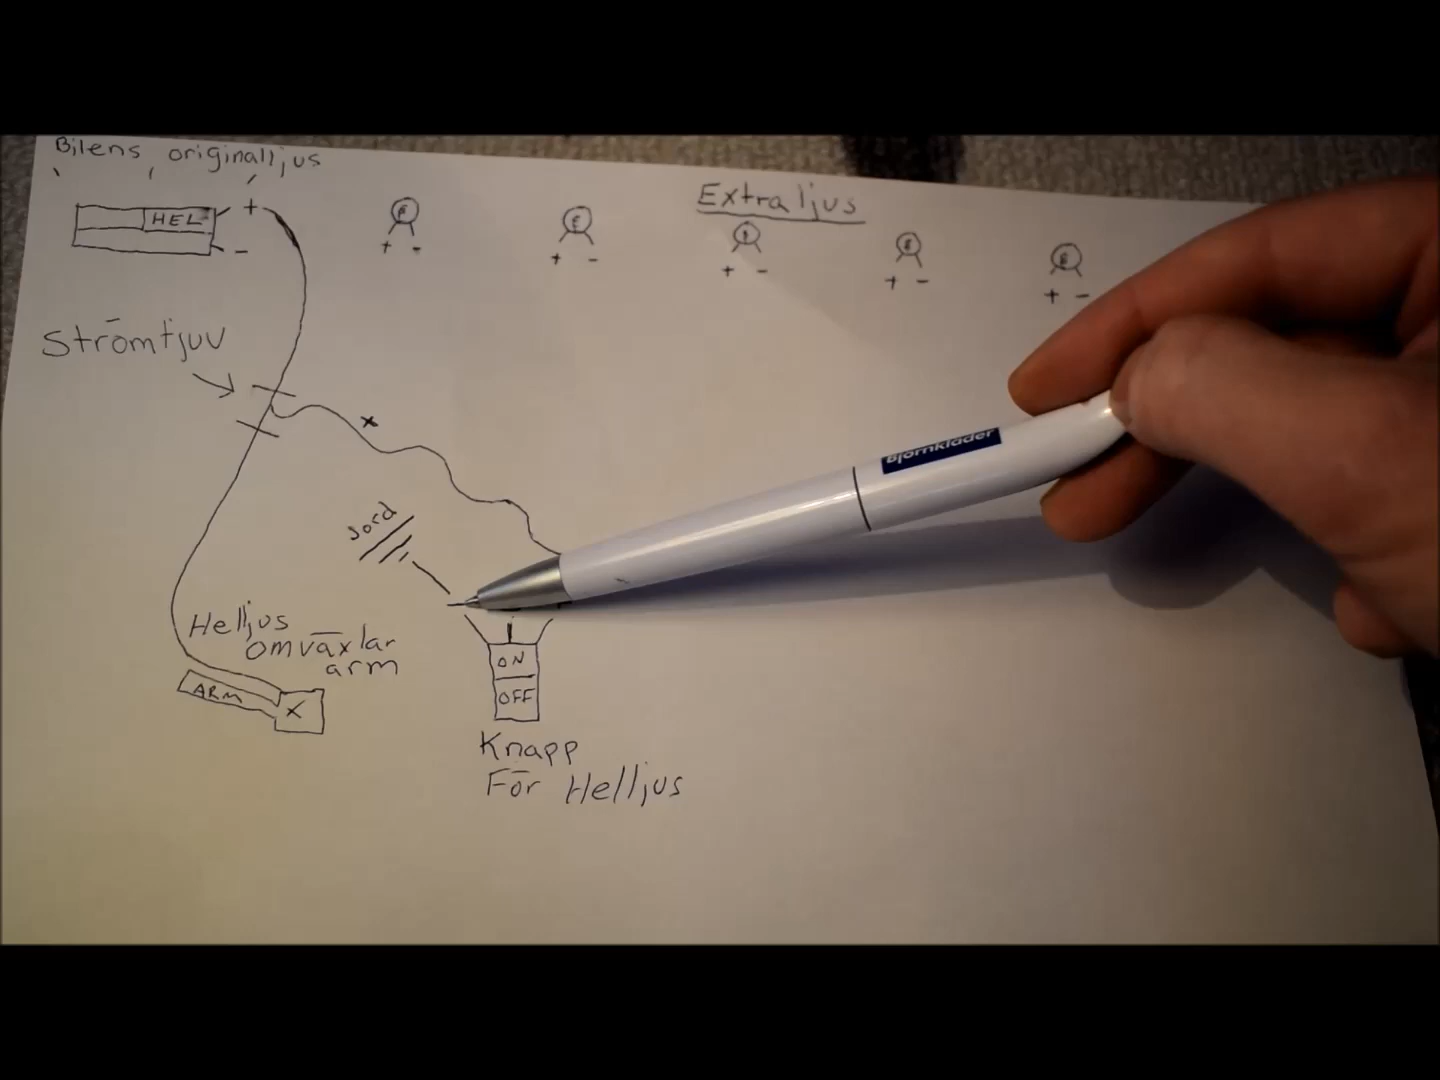 Bilens originalljus
HEL
+
-
Extraljus
E E E E E
+ - + - + - + - + -
Strömtjuv
x
Jord
Björnkläder
Helljus
omväxlar
arm
ARM X
ON
OFF
Knapp
För Helljus